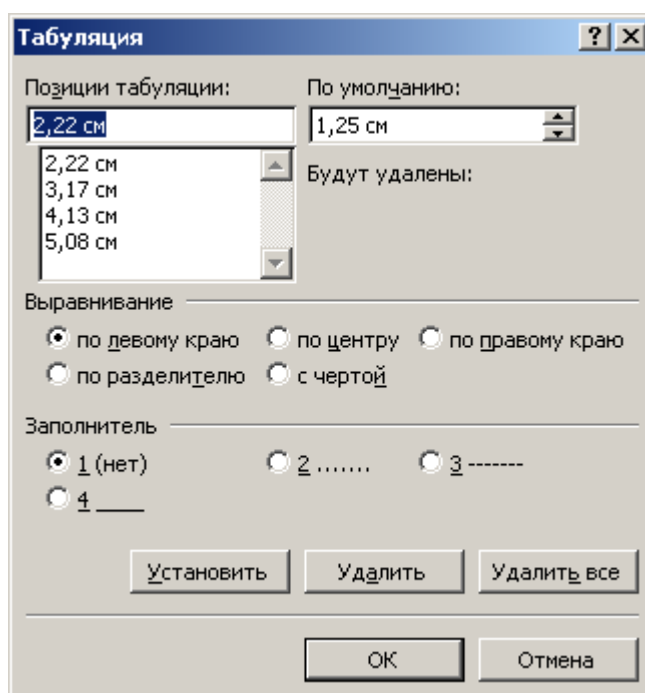 Табуляция
Позиции табуляции: По умолчанию:
2,22 см 1,25 см
2,22 см
3,17 см
4,13 см
5,08 см
Будут удалены:
Выравнивание
по левому краю по центру по правому краю
по разделителю с чертой
Заполнитель
1 (нет) 2 ....... 3 -------
4 ____
Установить Удалить Удалить все
ОК Отмена